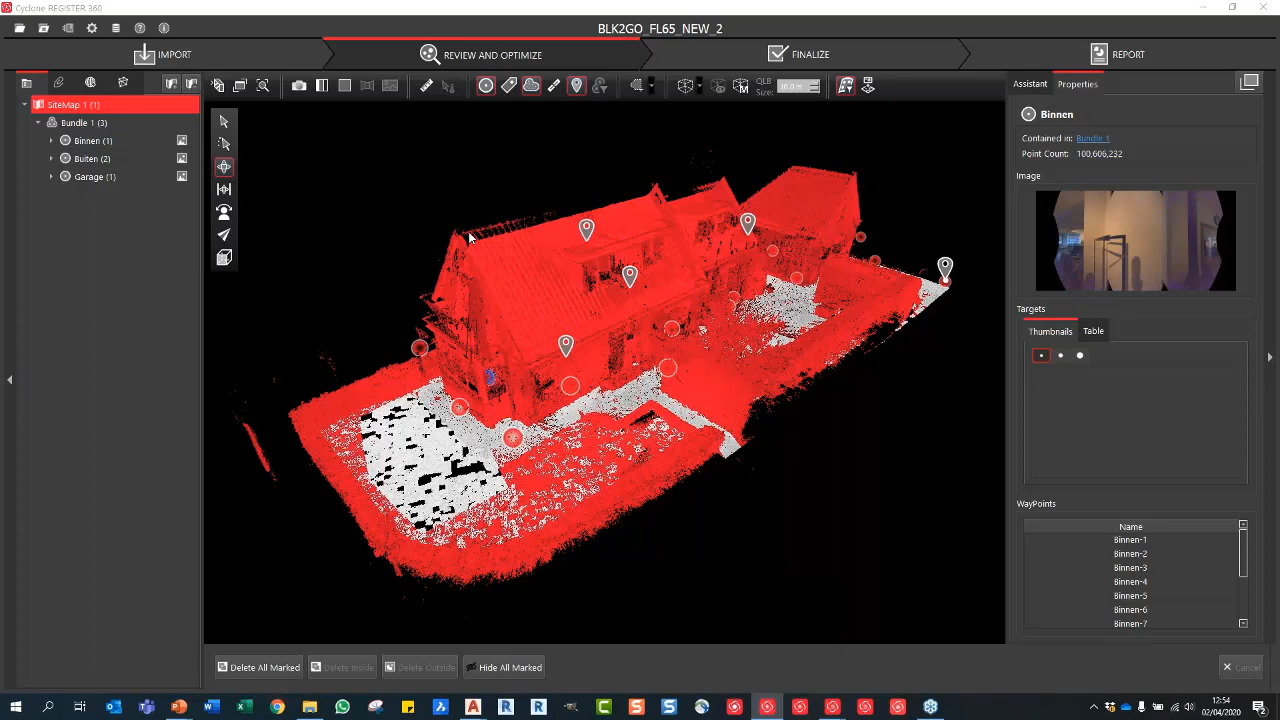 Cyclone REGISTER 360
BLK2GO_FL65_NEW_2
IMPORT
REVIEW AND OPTIMIZE
FINALIZE
REPORT
QLB
Size:
10.0 m
SiteMap 1 (1)
Bundle 1 (3)
Binnen (1)
Buiten (2)
Garage (1)
Assistant
Properties
Binnen
Contained in: Bundle 1
Point Count: 100,606,232
Image
Targets
Thumbnails
Table
WayPoints
Name
Binnen-1
Binnen-2
Binnen-3
Binnen-4
Binnen-5
Binnen-6
Binnen-7
Delete All Marked
Delete Inside
Delete Outside
Hide All Marked
Cancel
12:54
12/04/2020